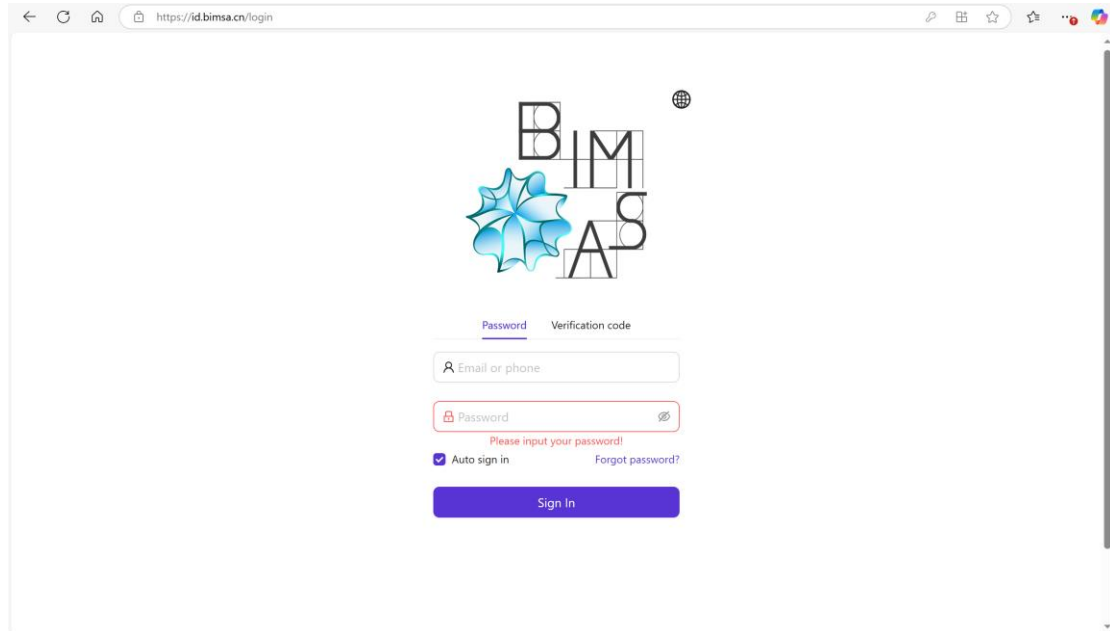 https://id.bimsa.cn/login
BIMSA
Password Verification code
Email or phone
Password
Please input your password!
Auto sign in Forgot password?
Sign In